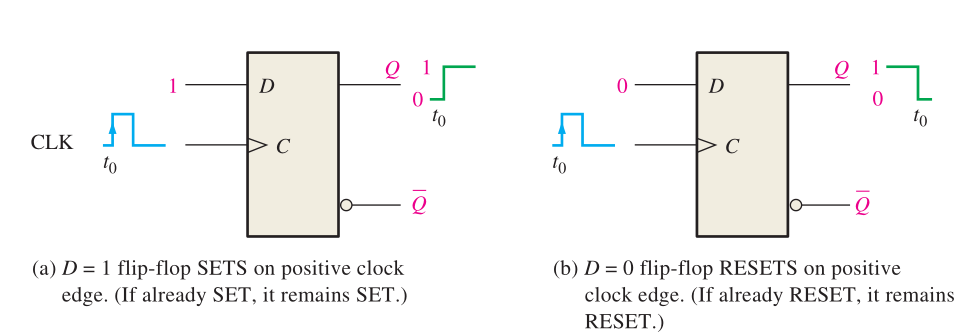 Q 1
1 D
0
t0
CLK
C
t0
Q̅
(a) D = 1 flip-flop SETS on positive clock
edge. (If already SET, it remains SET.)
Q 1
0 D
0
t0
C
t0
Q̅
(b) D = 0 flip-flop RESETS on positive
clock edge. (If already RESET, it remains
RESET.)